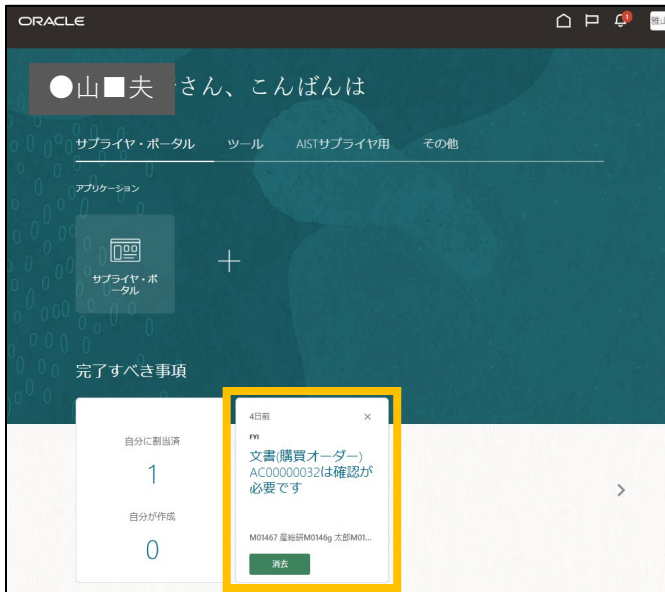 ORACLE
1
●山■夫 さん、こんばんは
サプライヤ・ポータル ツール AISTサプライヤ用 その他
アプリケーション
サプライヤ・ポ
ータル
完了すべき事項
自分に割当済
1
自分が作成
0
4日前
FYI
文書(購買オーダー)
AC00000032は確認が
必要です
M01467 産総研M0146g 太郎M01...
消去